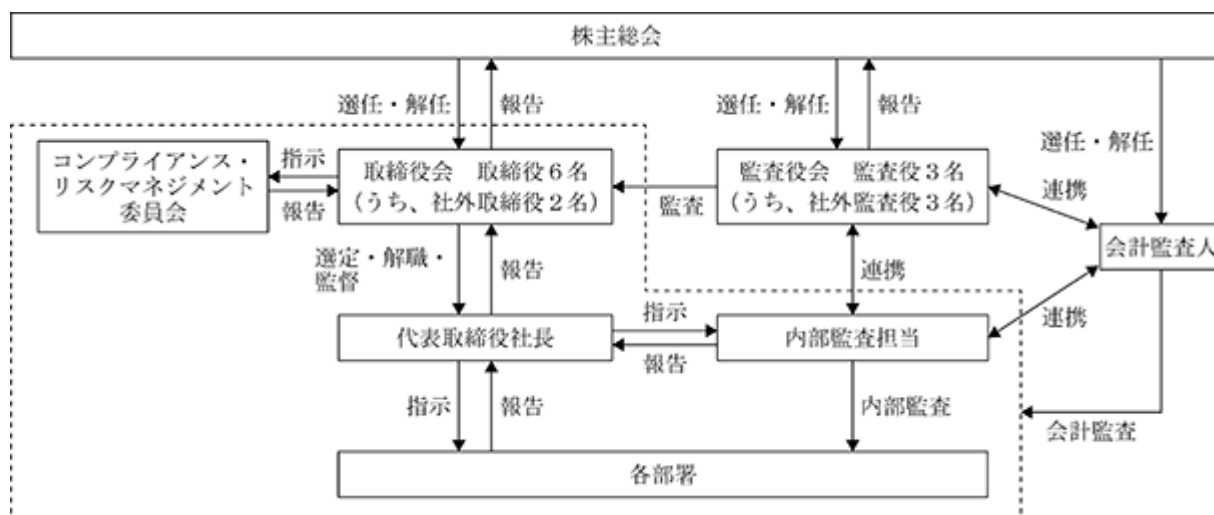 株主総会
選任・解任
報告
選任・解任
報告
選任・解任
コンプライアンス・
リスクマネジメント
委員会
指示
報告
取締役会　取締役６名
（うち、社外取締役２名）
監査
監査役会　監査役３名
（うち、社外監査役３名）
連携
会計監査人
選定・解職・
監督
報告
連携
連携
代表取締役社長
指示
報告
内部監査担当
指示
報告
内部監査
会計監査
各部署